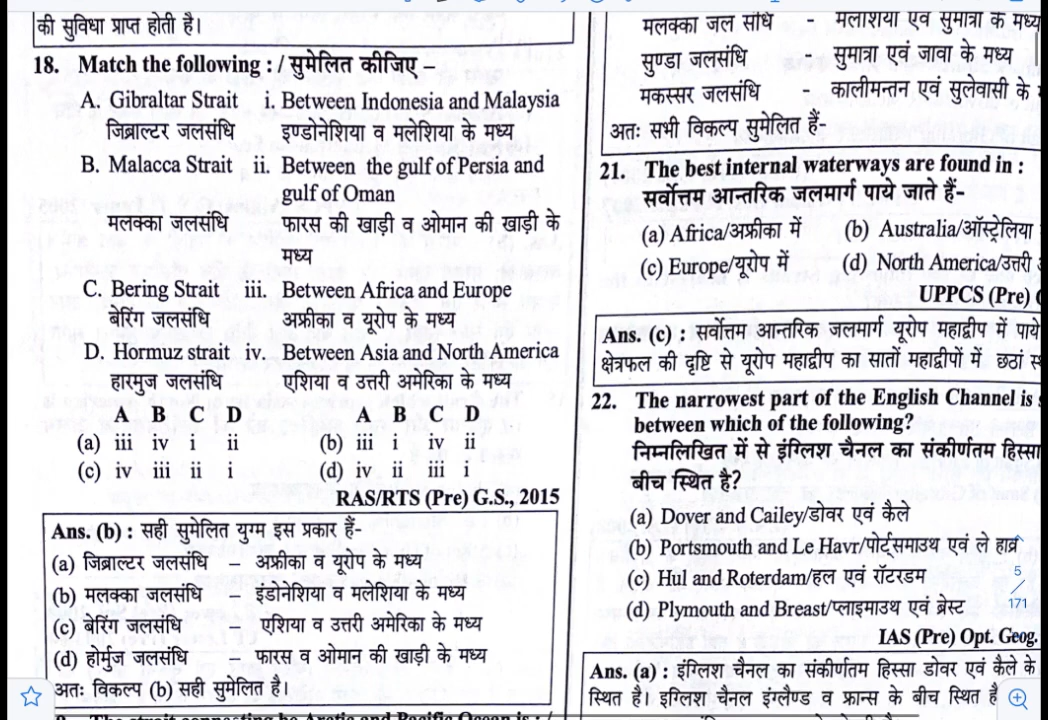 की सुविधा प्राप्त होती है।
18. Match the following : / सुमेलित कीजिए –
A. Gibraltar Strait i. Between Indonesia and Malaysia
जिब्राल्टर जलसंधि इण्डोनेशिया व मलेशिया के मध्य
B. Malacca Strait ii. Between the gulf of Persia and
gulf of Oman
मलक्का जलसंधि फारस की खाड़ी व ओमान की खाड़ी के
मध्य
C. Bering Strait iii. Between Africa and Europe
बेरिंग जलसंधि अफ्रीका व यूरोप के मध्य
D. Hormuz strait iv. Between Asia and North America
हारमुज जलसंधि एशिया व उत्तरी अमेरिका के मध्य
A B C D A B C D
(a) iii iv i ii (b) iii i iv ii
(c) iv iii ii i (d) iv ii iii i
RAS/RTS (Pre) G.S., 2015
Ans. (b) : सही सुमेलित युग्म इस प्रकार हैं-
(a) जिब्राल्टर जलसंधि – अफ्रीका व यूरोप के मध्य
(b) मलक्का जलसंधि – इंडोनेशिया व मलेशिया के मध्य
(c) बेरिंग जलसंधि – एशिया व उत्तरी अमेरिका के मध्य
(d) होर्मुज जलसंधि – फारस व ओमान की खाड़ी के मध्य
अतः विकल्प (b) सही सुमेलित है।
मलक्का जल संधि - मलेशिया एवं सुमात्रा के मध्य
सुण्डा जलसंधि - सुमात्रा एवं जावा के मध्य
मकस्सर जलसंधि - कालीमन्तन एवं सुलेवासी के
अतः सभी विकल्प सुमेलित हैं-
21. The best internal waterways are found in :
सर्वोत्तम आन्तरिक जलमार्ग पाये जाते हैं-
(a) Africa/अफ्रीका में (b) Australia/ऑस्ट्रेलिया
(c) Europe/यूरोप में (d) North America/उत्तरी
UPPCS (Pre)
Ans. (c) : सर्वोत्तम आन्तरिक जलमार्ग यूरोप महाद्वीप में पाये
क्षेत्रफल की दृष्टि से यूरोप महाद्वीप का सातों महाद्वीपों में छठां
22. The narrowest part of the English Channel is
between which of the following?
निम्नलिखित में से इंग्लिश चैनल का संकीर्णतम हिस्सा
बीच स्थित है?
(a) Dover and Cailey/डोवर एवं कैले
(b) Portsmouth and Le Havr/पोर्ट्समाउथ एवं ले हार्व
(c) Hul and Roterdam/हल एवं रॉटरडम
(d) Plymouth and Breast/प्लाइमाउथ एवं ब्रेस्ट
IAS (Pre) Opt. Geog.
Ans. (a) : इंग्लिश चैनल का संकीर्णतम हिस्सा डोवर एवं कैले के
स्थित है। इग्लिश चैनल इंग्लैण्ड व फ्रान्स के बीच स्थित है
5
171